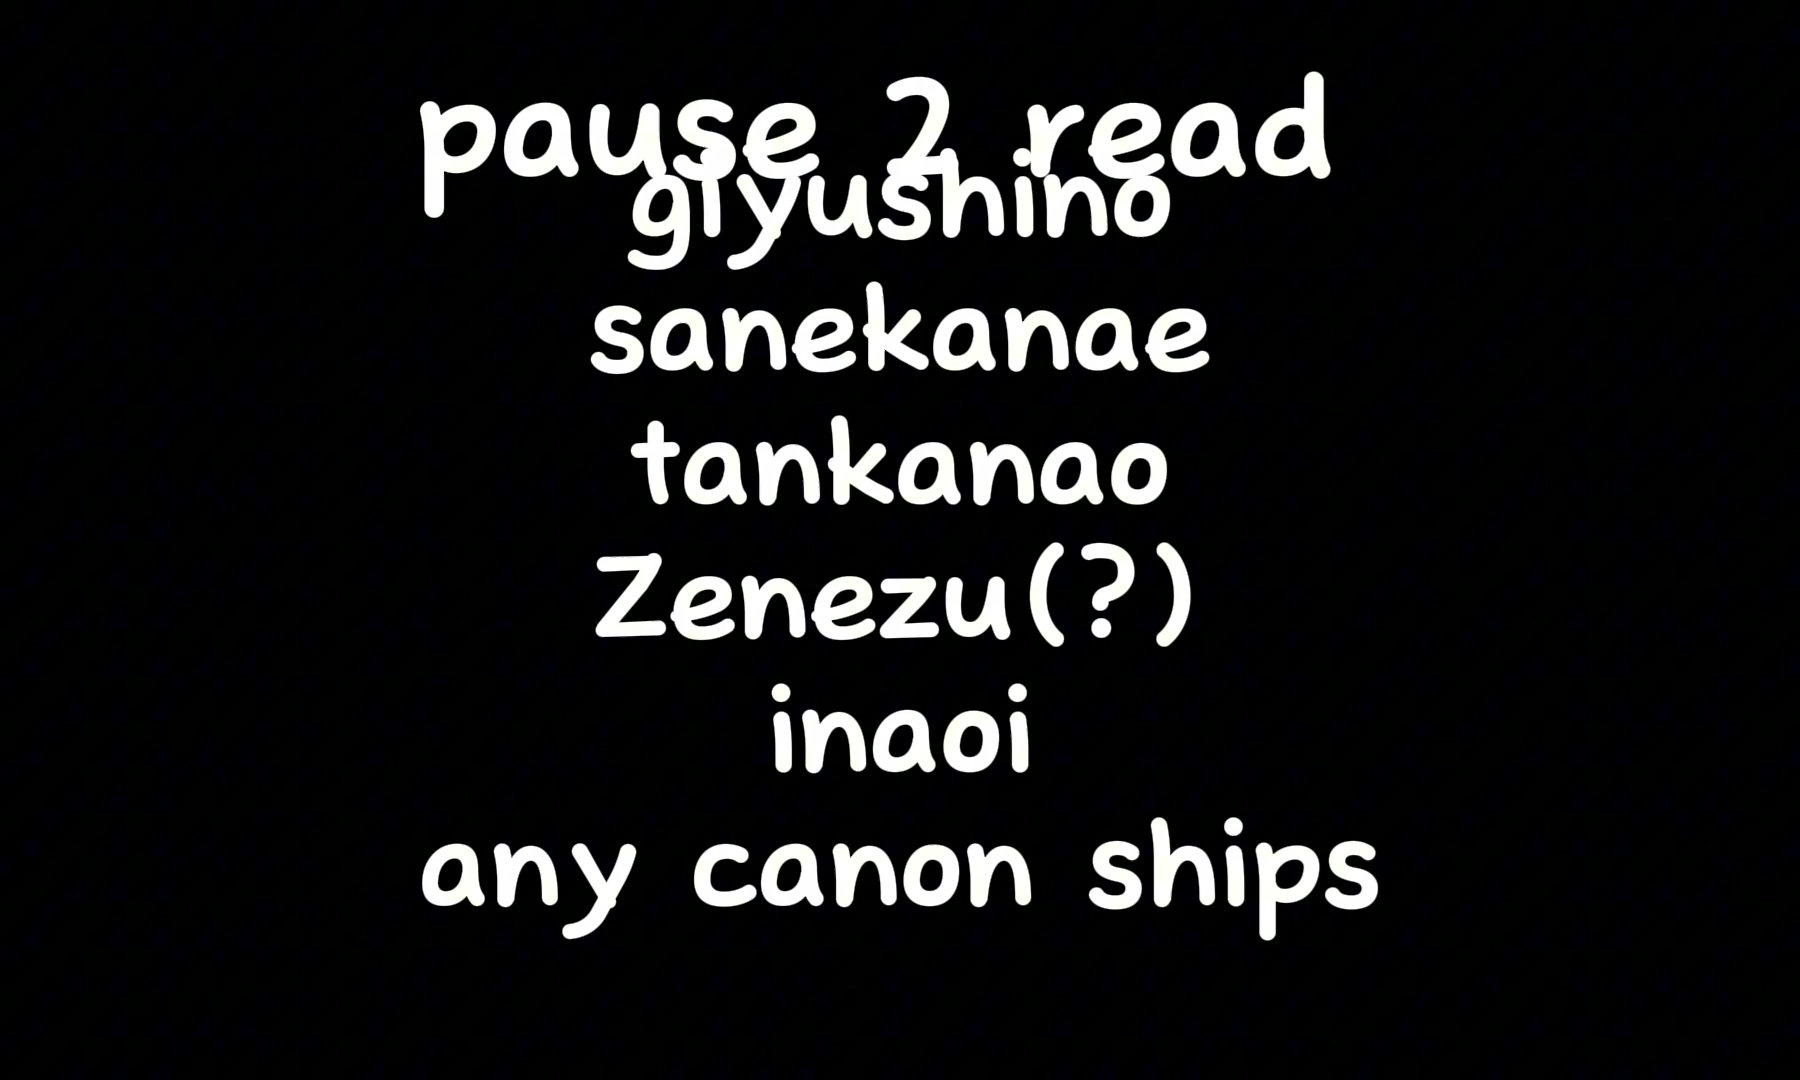 pause 2 read
giyushino
sanekanae
tankanao
Zenezu(?)
inaoi
any canon ships